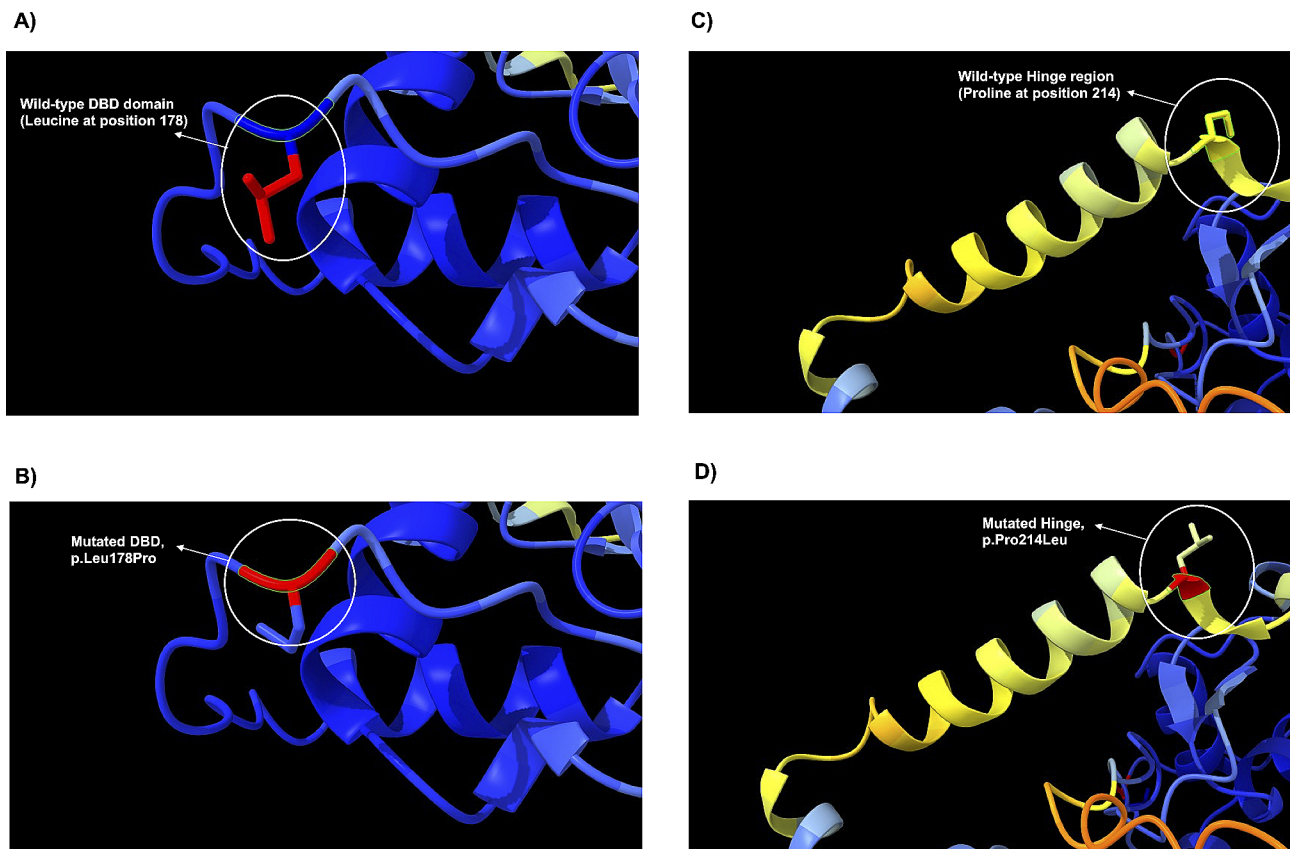 A)
Wild-type DBD domain
(Leucine at position 178)
C)
Wild-type Hinge region
(Proline at position 214)
B)
Mutated DBD,
p.Leu178Pro
D)
Mutated Hinge,
p.Pro214Leu